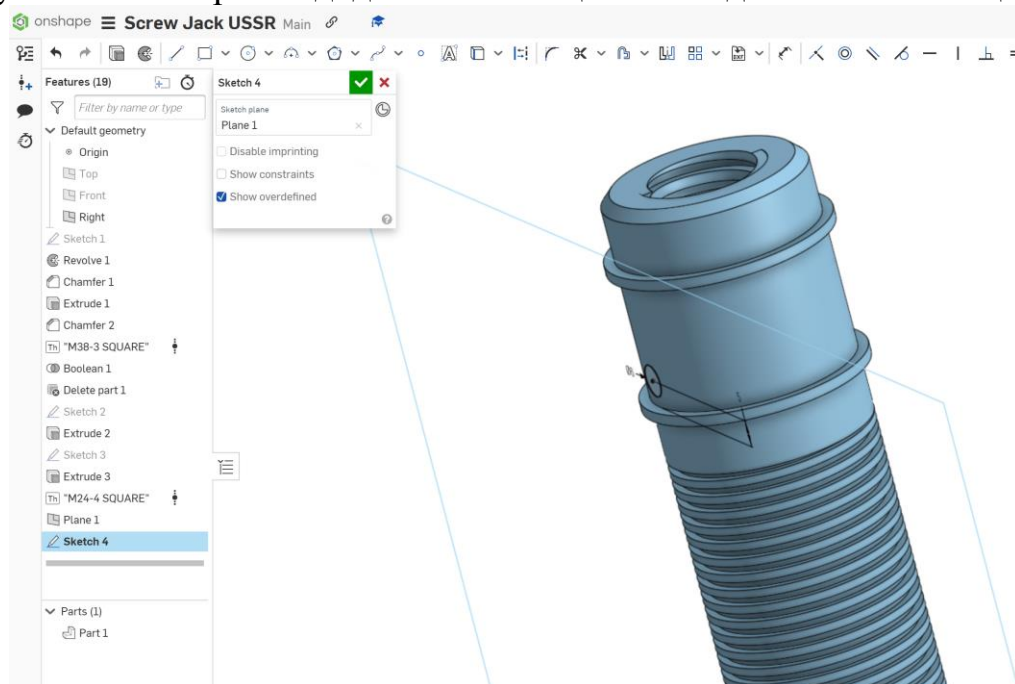 onshape Screw Jack USSR Main
Features (19)
Filter by name or type
Default geometry
Origin
Top
Front
Right
Sketch 1
Revolve 1
Chamfer 1
Extrude 1
Chamfer 2
Th "M38-3 SQUARE"
Boolean 1
Delete part 1
Sketch 2
Extrude 2
Sketch 3
Extrude 3
Th "M24-4 SQUARE"
Plane 1
Sketch 4
Parts (1)
Part 1
Sketch 4
Sketch plane
Plane 1
Disable imprinting
Show constraints
Show overdefined